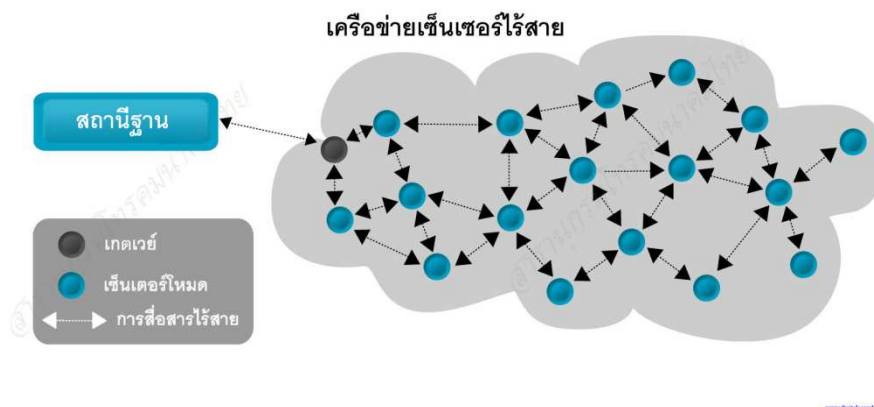 เครือข่ายเซ็นเซอร์ไร้สาย
สถานีฐาน
เกตเวย์
เซ็นเตอร์โหมด
การสื่อสารไร้สาย